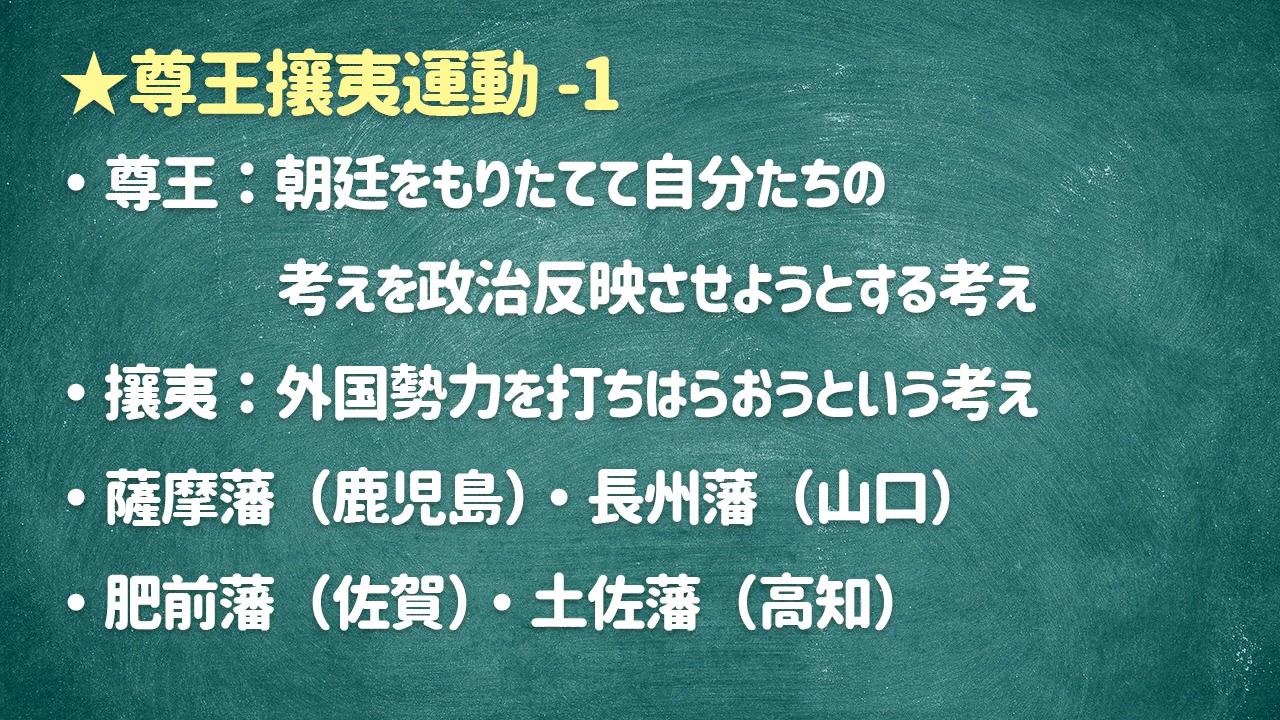 ★尊王攘夷運動 -1
・尊王：朝廷をもりたてて自分たちの
考えを政治反映させようとする考え
・攘夷：外国勢力を打ちはらおうという考え
・薩摩藩（鹿児島）・長州藩（山口）
・肥前藩（佐賀）・土佐藩（高知）